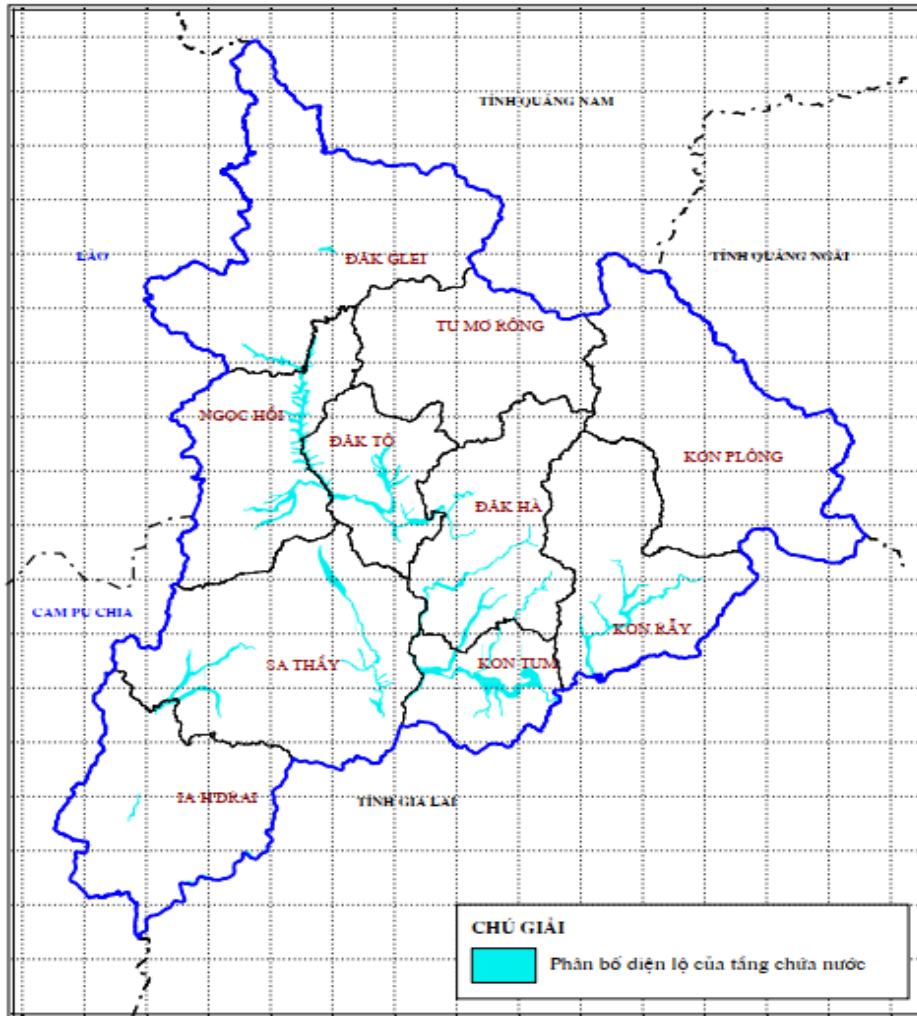 TỈNH QUẢNG NAM
LÀO
ĐĂK GLEI
TỈNH QUẢNG NGÃI
TU MƠ RÔNG
NGỌC HỒI
ĐĂK TÔ
KON PLÔNG
ĐĂK HÀ
CAM PU CHIA
KON RẪY
SA THẦY
KON TUM
IA H'DRAI
TỈNH GIA LAI
CHÚ GIẢI
Phân bố diện lộ của tầng chứa nước